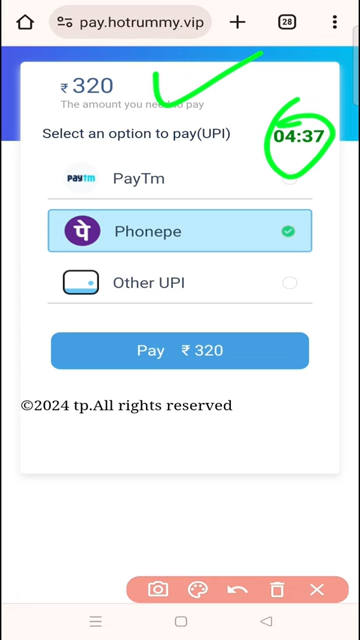 pay.hotrummy.vip
28
₹ 320
The amount you need to pay
Select an option to pay(UPI)
04:37
paytm
PayTm
पे
Phonepe
Other UPI
Pay ₹ 320
©2024 tp.All rights reserved